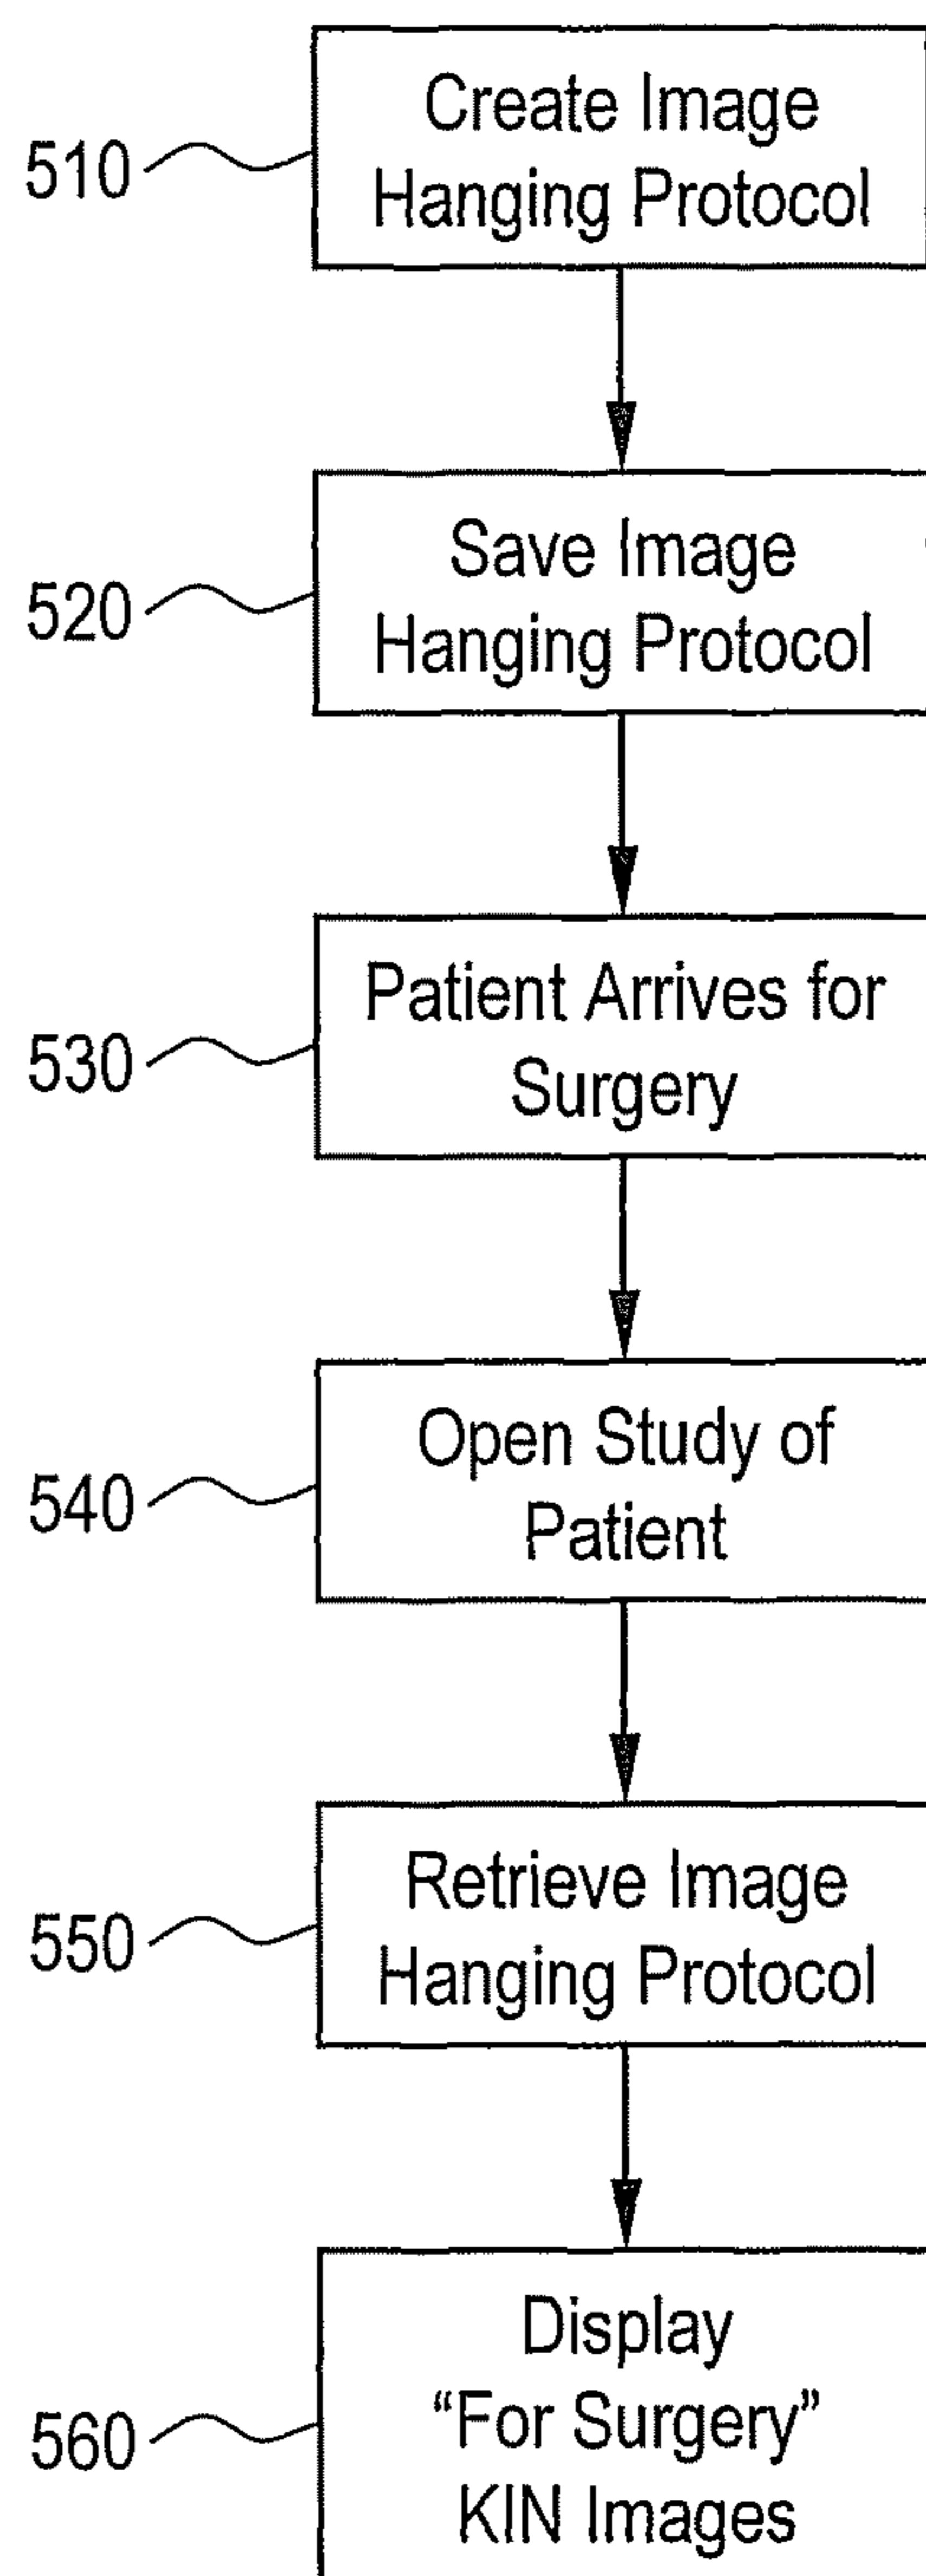 510
Create Image
Hanging Protocol
520
Save Image
Hanging Protocol
530
Patient Arrives for
Surgery
540
Open Study of
Patient
550
Retrieve Image
Hanging Protocol
560
Display
“For Surgery”
KIN Images